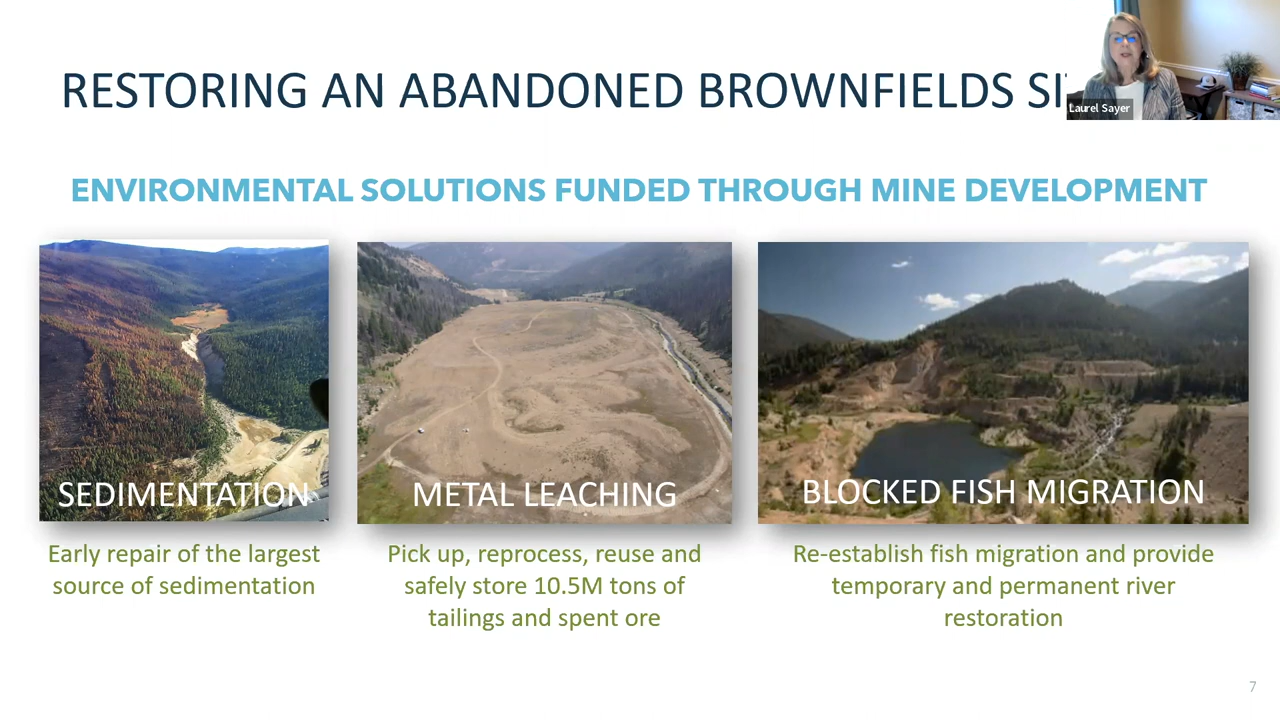 RESTORING AN ABANDONED BROWNFIELDS
Laurel Sayer
ENVIRONMENTAL SOLUTIONS FUNDED THROUGH MINE DEVELOPMENT
SEDIMENTATION
METAL LEACHING
BLOCKED FISH MIGRATION
Early repair of the largest
source of sedimentation
Pick up, reprocess, reuse and
safely store 10.5M tons of
tailings and spent ore
Re-establish fish migration and provide
temporary and permanent river
restoration
7